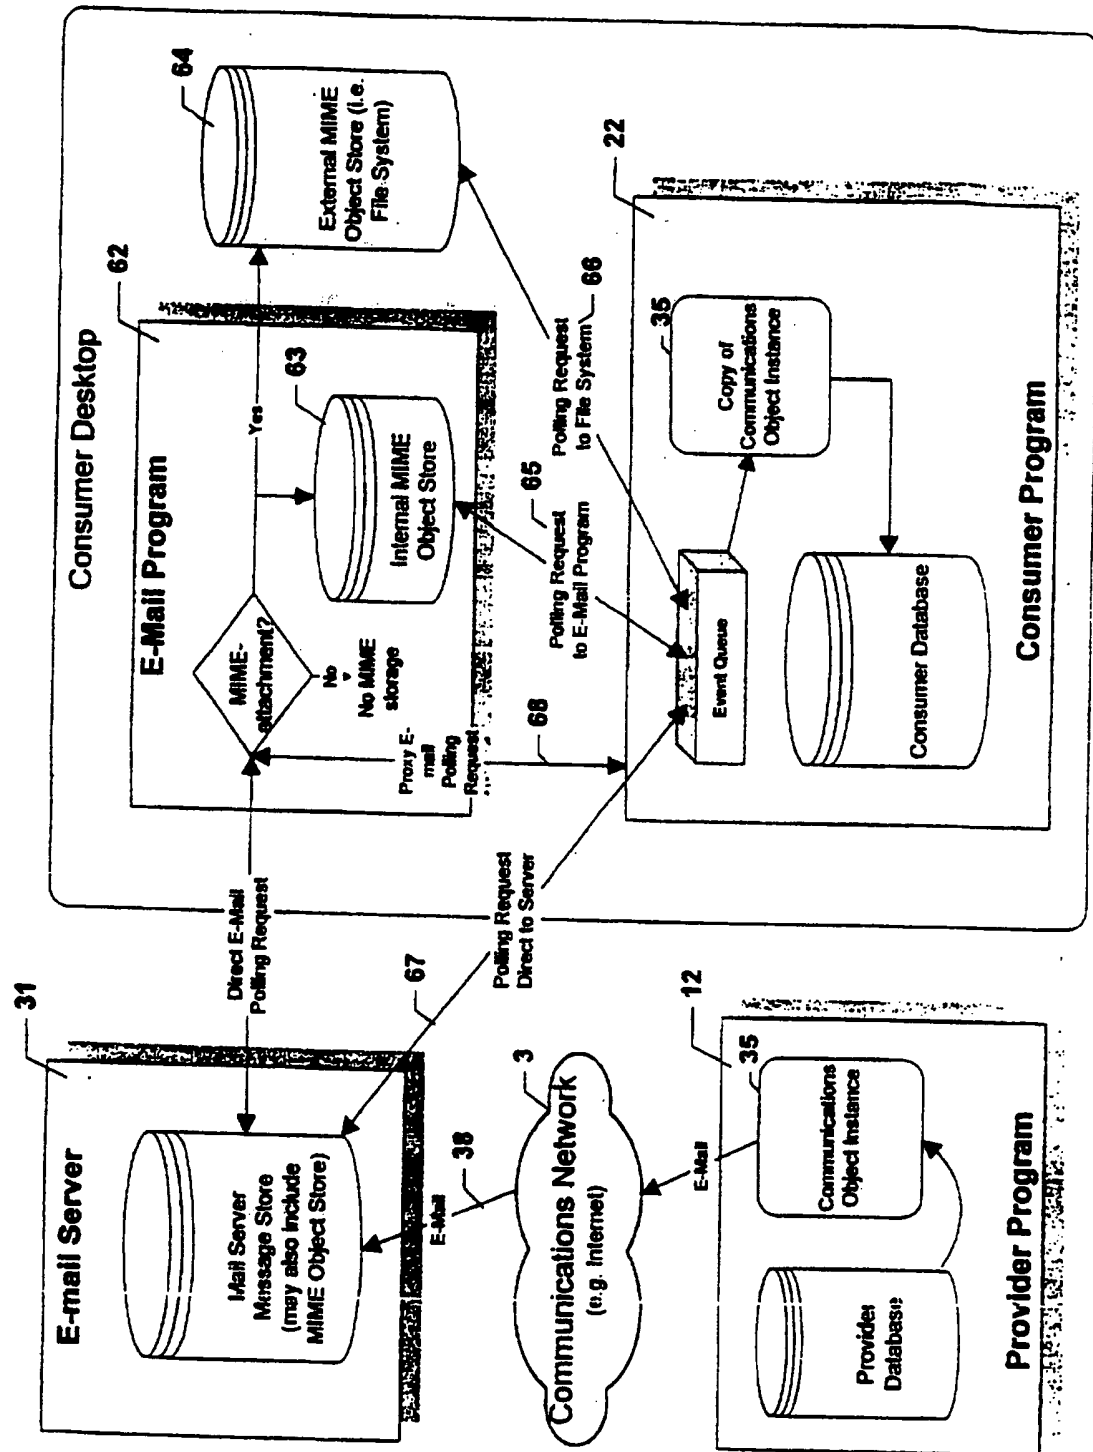 E-mail Server
31
Mail Server
Message Store
(may also include
MIME Object Store)
Direct E-Mail
Polling Request
67
Polling Request
Direct to Server
E-Mail
38
3
Communications Network
(e.g. Internet)
E-Mail
12
35
Communications
Object Instance
Provider
Database
Provider Program
Consumer Desktop
E-Mail Program
62
MIME-
attachment?
Yes
No
No MIME
storage
63
Internal MIME
Object Store
64
External MIME
Object Store (i.e.
File System)
Proxy E-
mail
Polling
Request
68
Polling Request
to E-Mail Program
65
Polling Request
to File System
66
22
Event Queue
35
Copy of
Communications
Object Instance
Consumer Database
Consumer Program